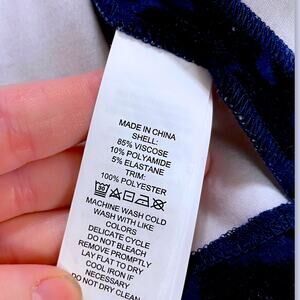 MADE IN CHINA
SHELL:
85% VISCOSE
10% POLYAMIDE
5% ELASTANE
TRIM:
100% POLYESTER
MACHINE WASH COLD
WASH WITH LIKE
COLORS
DELICATE CYCLE
DO NOT BLEACH
REMOVE PROMPTLY
LAY FLAT TO DRY
COOL IRON IF
NECESSARY
DO NOT DRY CLEAN